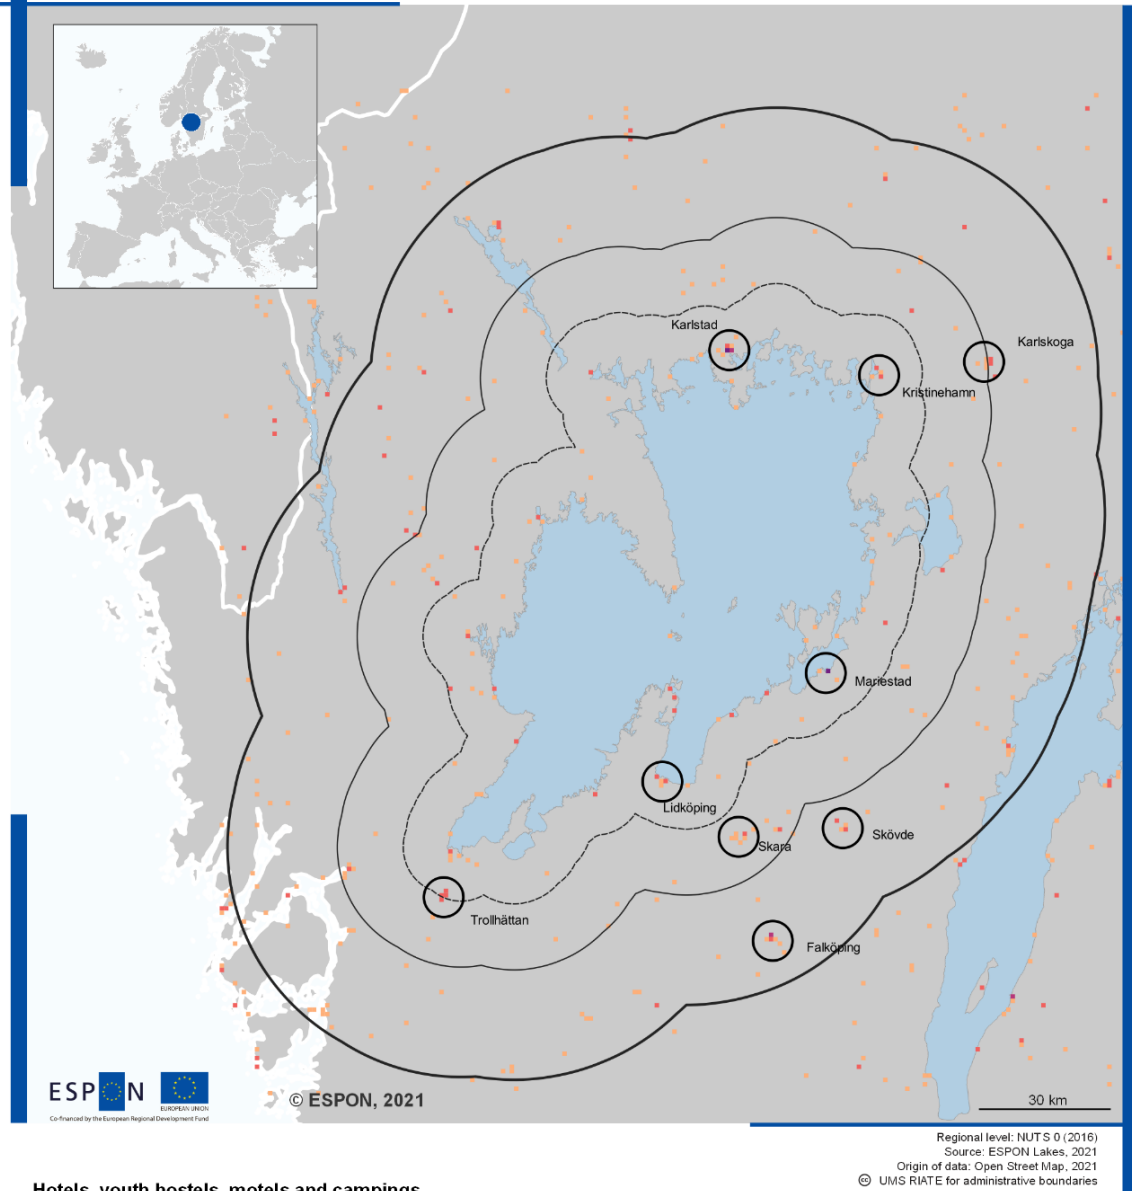 Karlstad
Karlskoga
Kristinehamn
Mariestad
Lidköping
Skara
Skövde
Trollhättan
Falköping
ESPON
EUROPEAN UNION
Co-financed by the European Regional Development Fund
© ESPON, 2021
30 km
Regional level: NUTS 0 (2016)
Source: ESPON Lakes, 2021
Origin of data: Open Street Map, 2021
cc UMS RIATE for administrative boundaries
Hotels, youth hostels, motels and campings